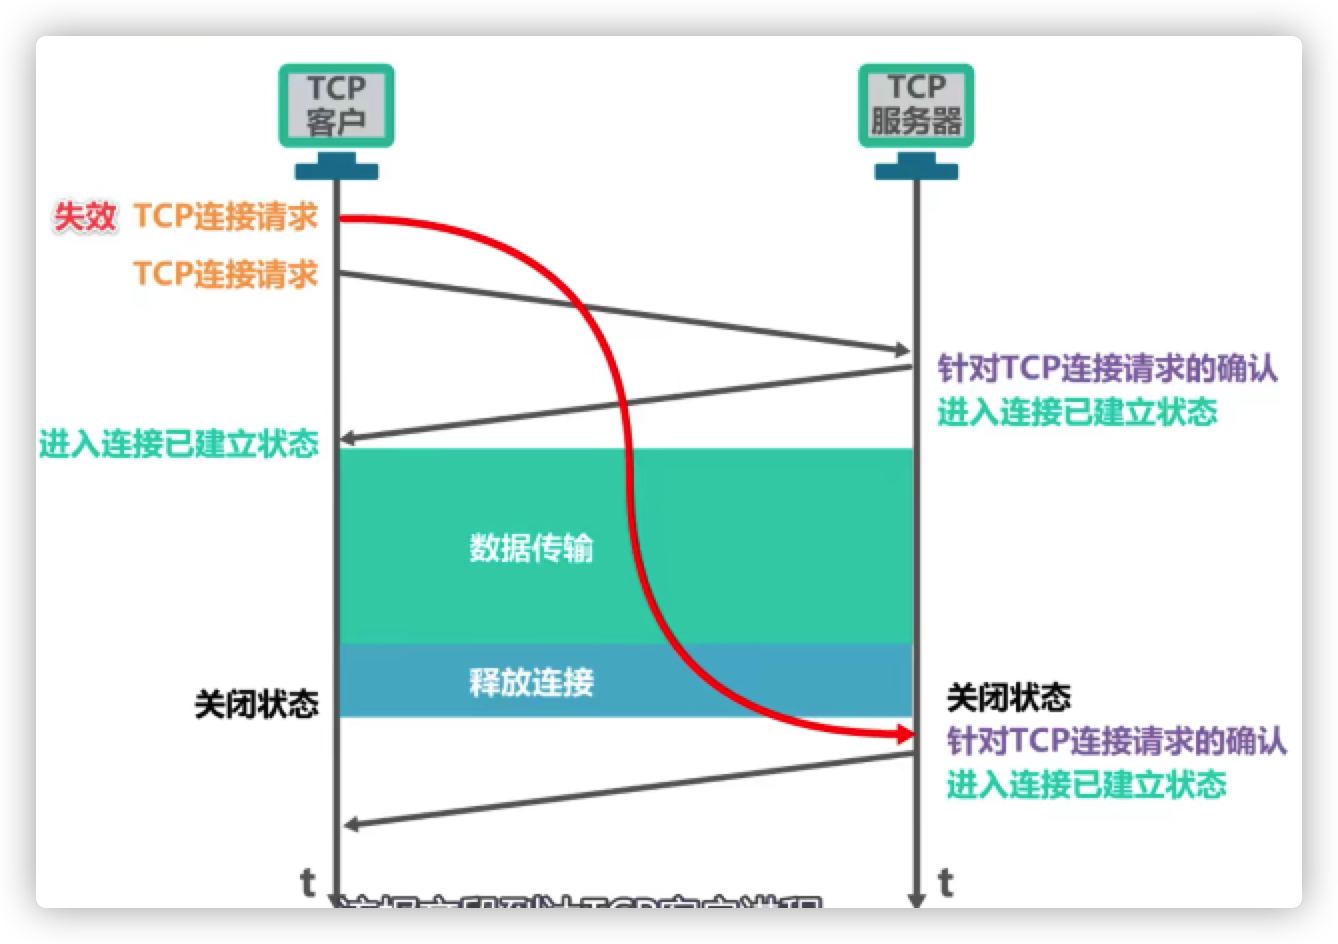 TCP
客户
TCP
服务器
失效 TCP连接请求
TCP连接请求
针对TCP连接请求的确认
进入连接已建立状态
进入连接已建立状态
数据传输
释放连接
关闭状态
关闭状态
针对TCP连接请求的确认
进入连接已建立状态
t
t